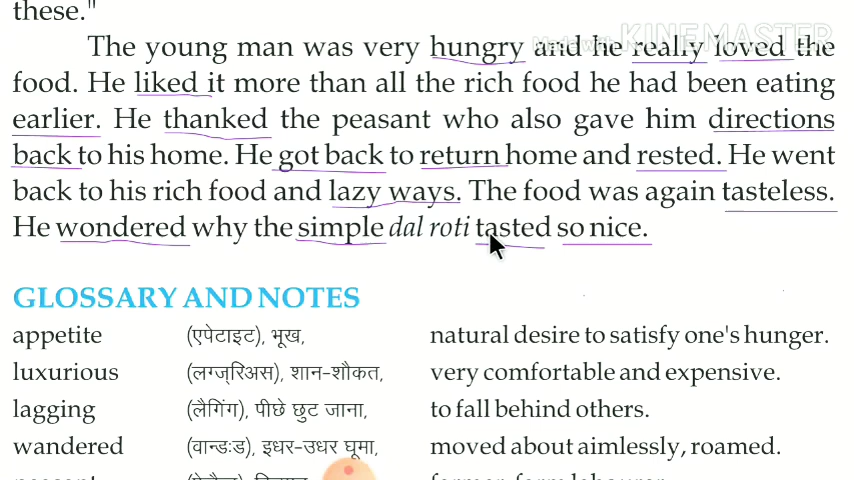 these."
Made with KINEMASTER
The young man was very hungry and he really loved the
food. He liked it more than all the rich food he had been eating
earlier. He thanked the peasant who also gave him directions
back to his home. He got back to return home and rested. He went
back to his rich food and lazy ways. The food was again tasteless.
He wondered why the simple dal roti tasted so nice.
GLOSSARY AND NOTES
appetite (एपेटाइट), भूख, natural desire to satisfy one's hunger.
luxurious (लग्ज़रिअस), शान-शौकत, very comfortable and expensive.
lagging (लैगिंग), पीछे छुट जाना, to fall behind others.
wandered (वान्डःड), इधर-उधर घूमा, moved about aimlessly, roamed.